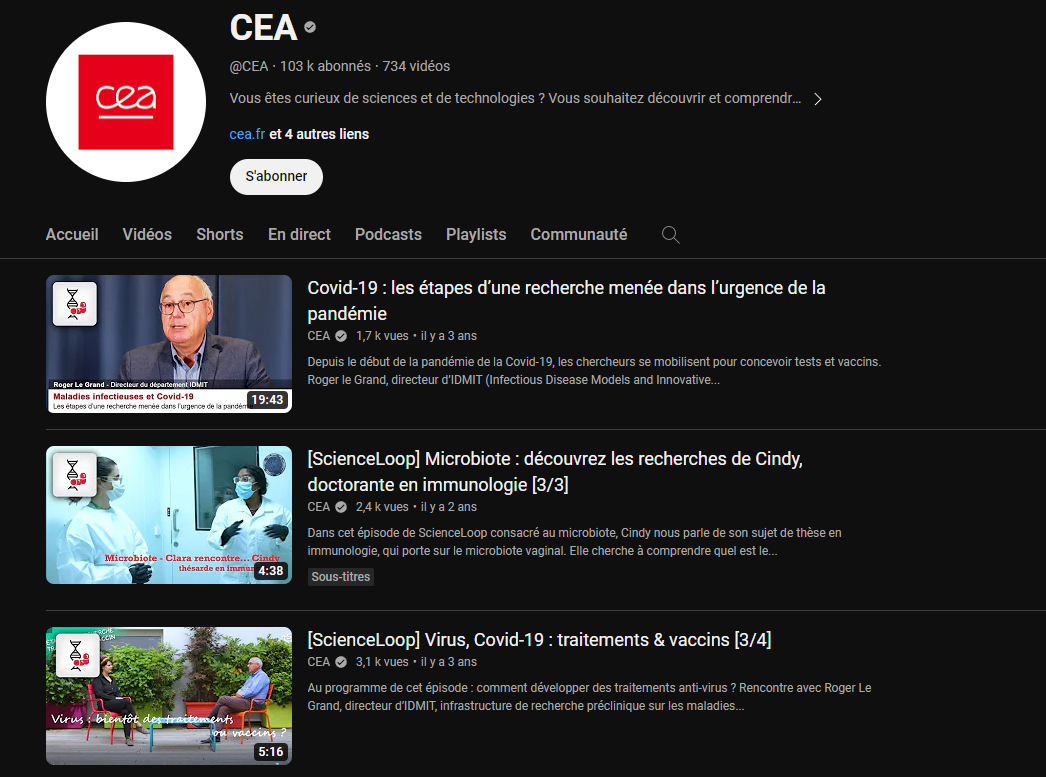 CEA
cea
@CEA · 103 k abonnés · 734 vidéos
Vous êtes curieux de sciences et de technologies ? Vous souhaitez découvrir et comprendr...
cea.fr et 4 autres liens
S'abonner
Accueil Vidéos Shorts En direct Podcasts Playlists Communauté
Covid-19 : les étapes d’une recherche menée dans l’urgence de la
pandémie
CEA 1,7 k vues • il y a 3 ans
Depuis le début de la pandémie de la Covid-19, les chercheurs se mobilisent pour concevoir tests et vaccins.
Roger le Grand, directeur d’IDMIT (Infectious Disease Models and Innovative...
Roger Le Grand - Directeur du département IDMIT
Maladies infectieuses et Covid-19
Les étapes d'une recherche menée dans l'urgence de la pandém
19:43
[ScienceLoop] Microbiote : découvrez les recherches de Cindy,
doctorante en immunologie [3/3]
CEA 2,4 k vues • il y a 2 ans
Dans cet épisode de ScienceLoop consacré au microbiote, Cindy nous parle de son sujet de thèse en
immunologie, qui porte sur le microbiote vaginal. Elle cherche à comprendre quel est le...
Sous-titres
Microbiote - Clara rencontre... Cindy
thésarde en immun
4:38
[ScienceLoop] Virus, Covid-19 : traitements & vaccins [3/4]
CEA 3,1 k vues • il y a 3 ans
Au programme de cet épisode : comment développer des traitements anti-virus ? Rencontre avec Roger Le
Grand, directeur d’IDMIT, infrastructure de recherche préclinique sur les maladies...
Virus : bientôt des traitements
ou vaccins ?
5:16